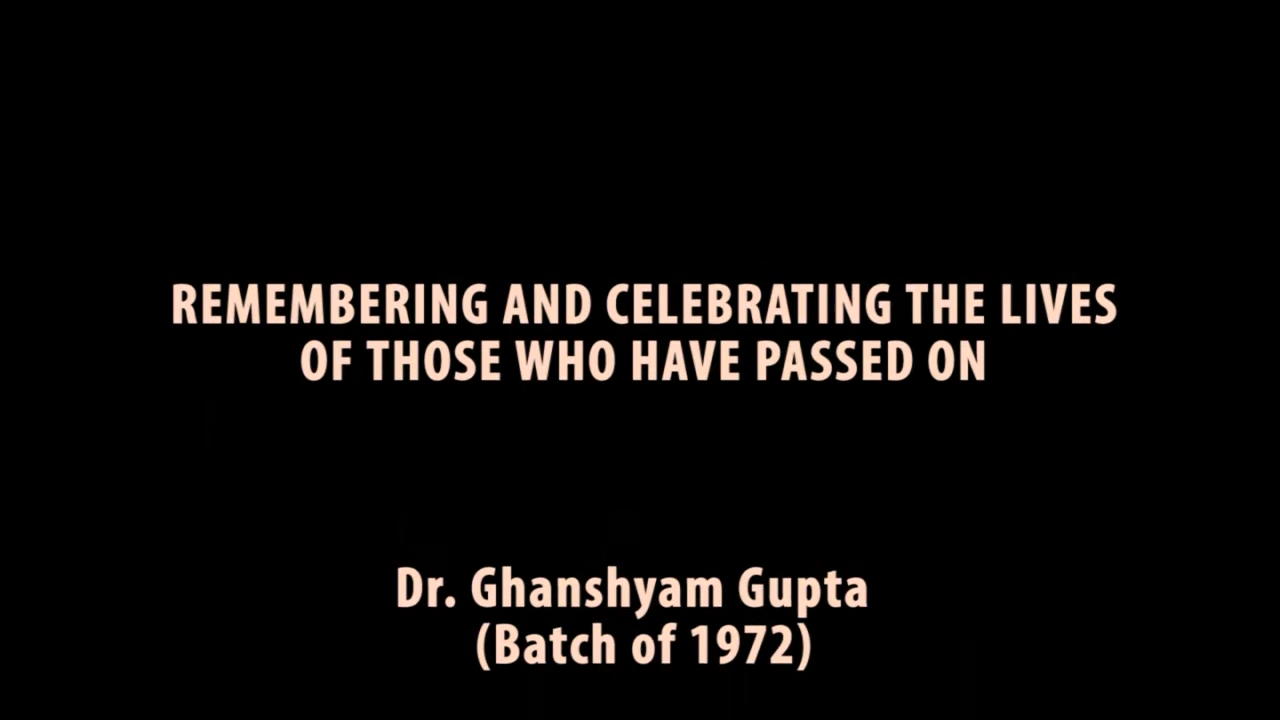 REMEMBERING AND CELEBRATING THE LIVES
OF THOSE WHO HAVE PASSED ON
Dr. Ghanshyam Gupta
(Batch of 1972)